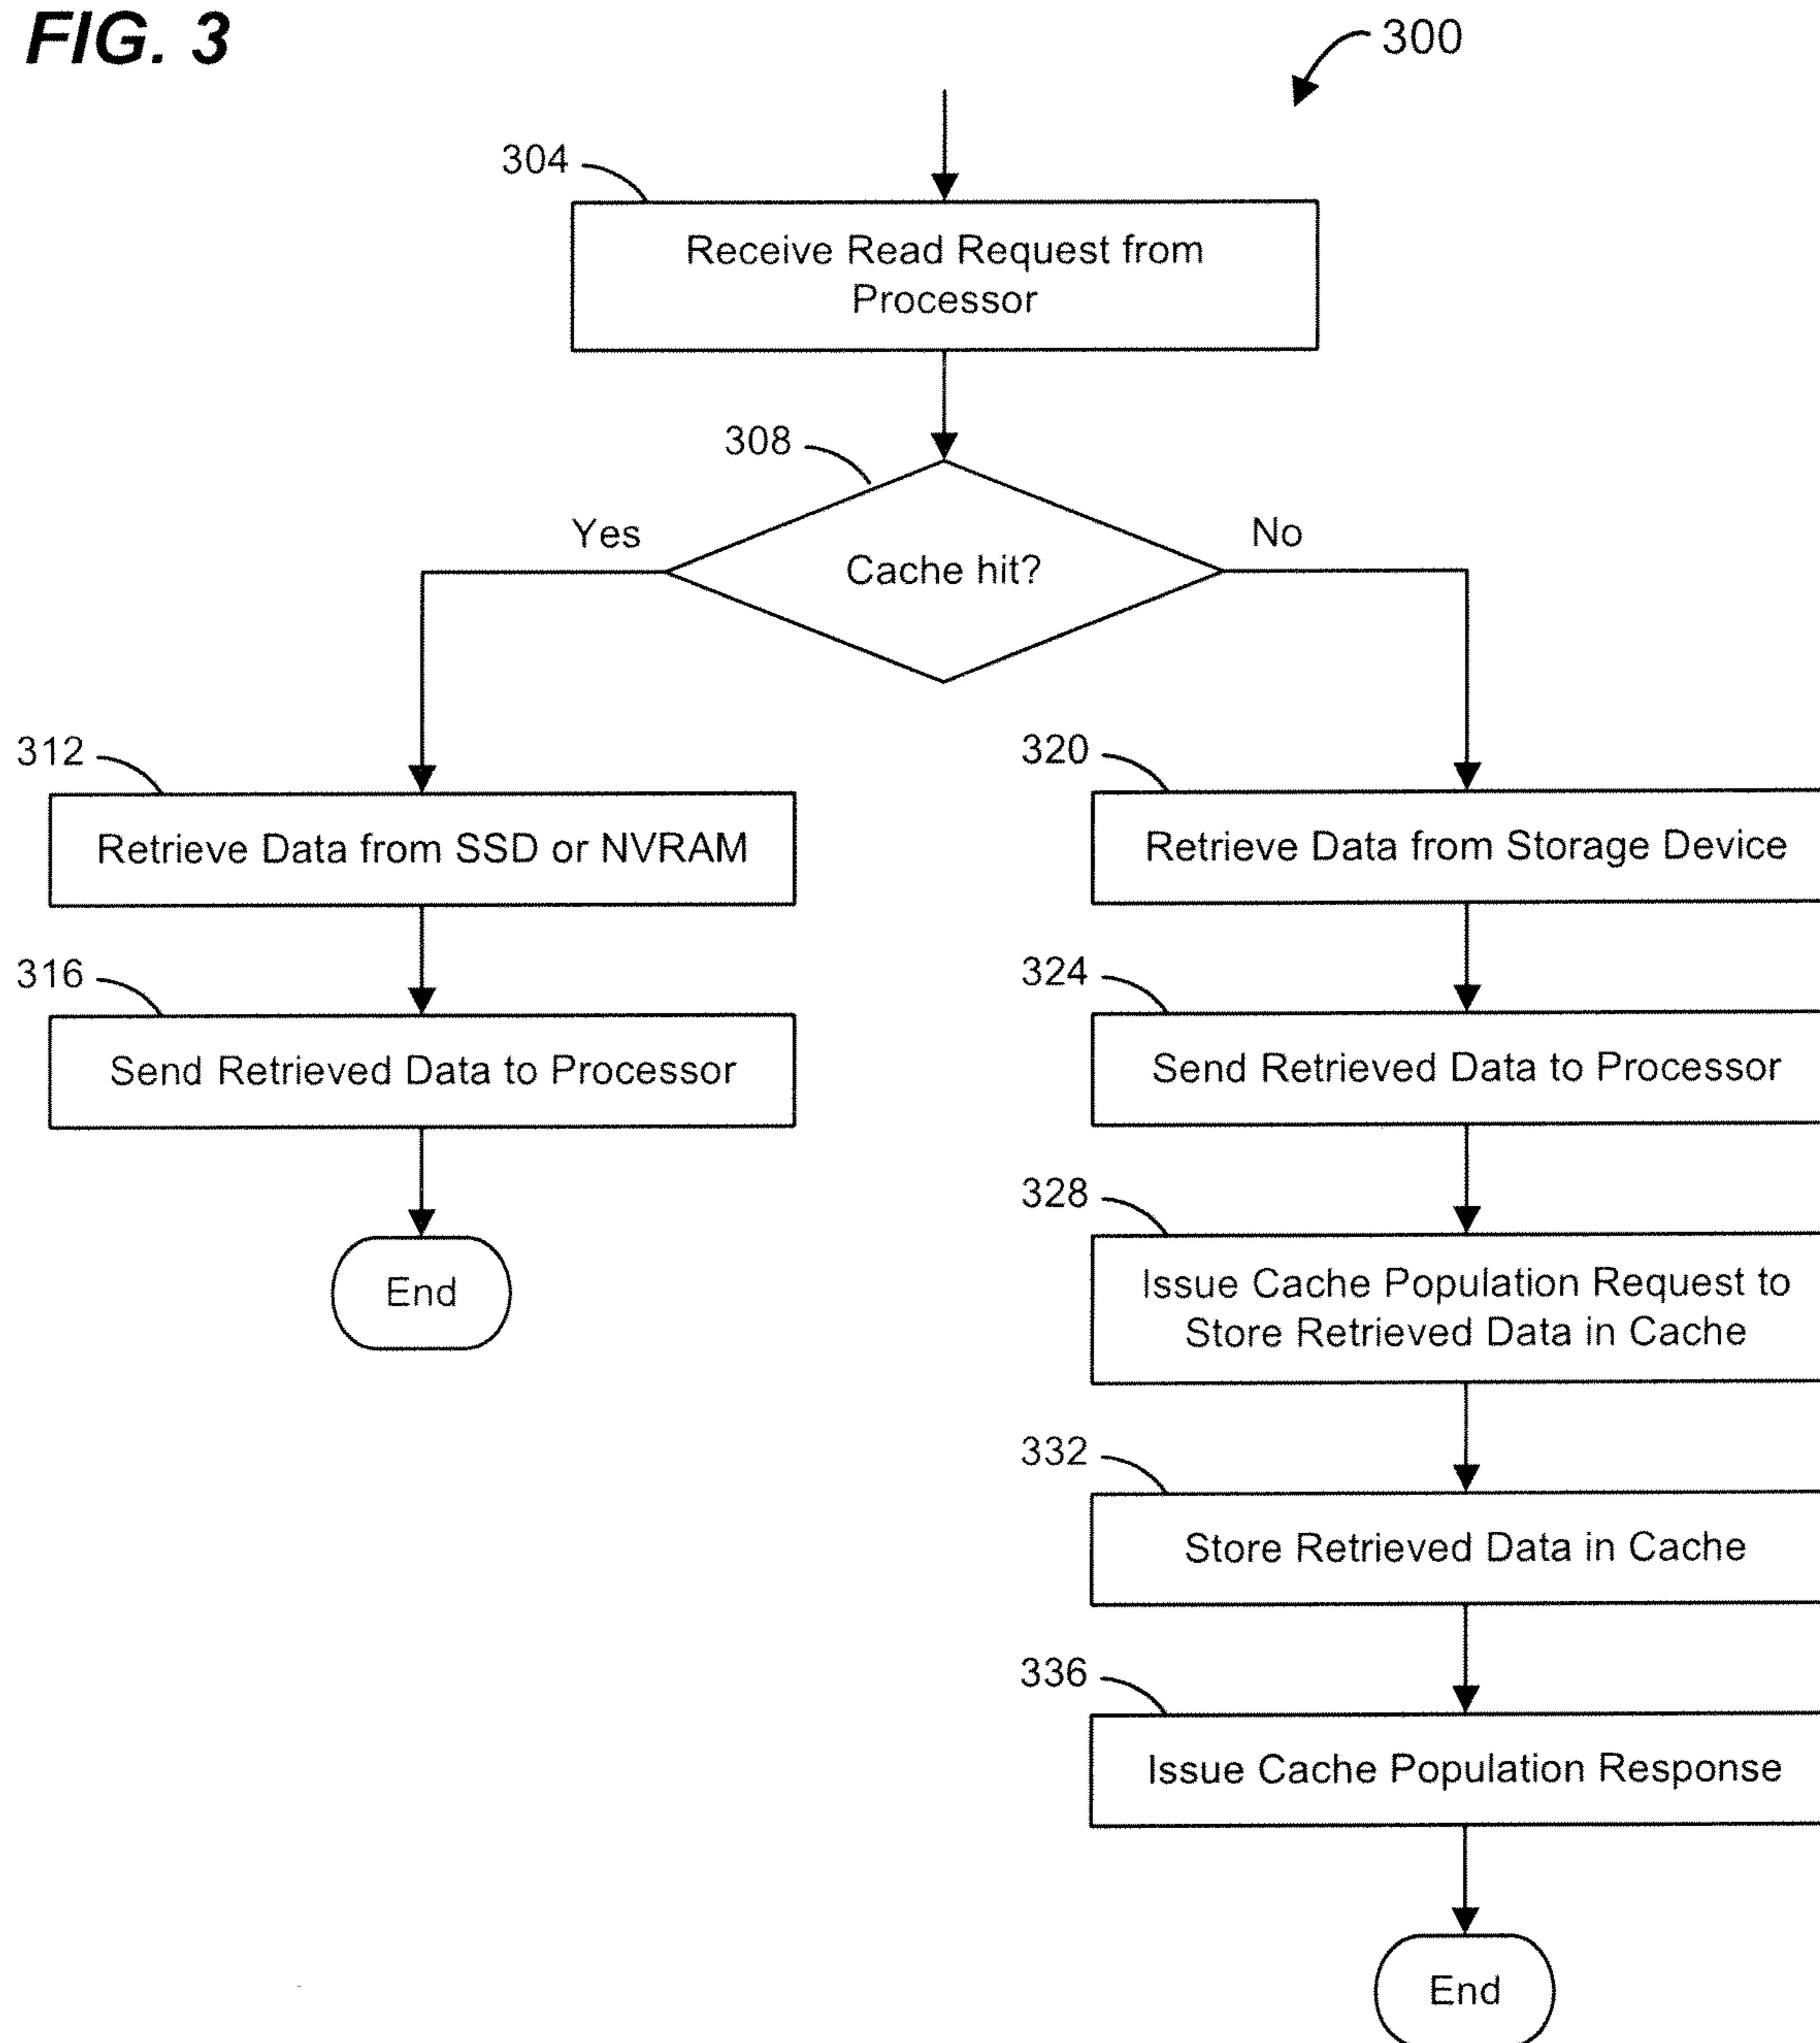 FIG. 3
300
304
Receive Read Request from
Processor
308
Yes
Cache hit?
No
312
Retrieve Data from SSD or NVRAM
316
Send Retrieved Data to Processor
End
320
Retrieve Data from Storage Device
324
Send Retrieved Data to Processor
328
Issue Cache Population Request to
Store Retrieved Data in Cache
332
Store Retrieved Data in Cache
336
Issue Cache Population Response
End